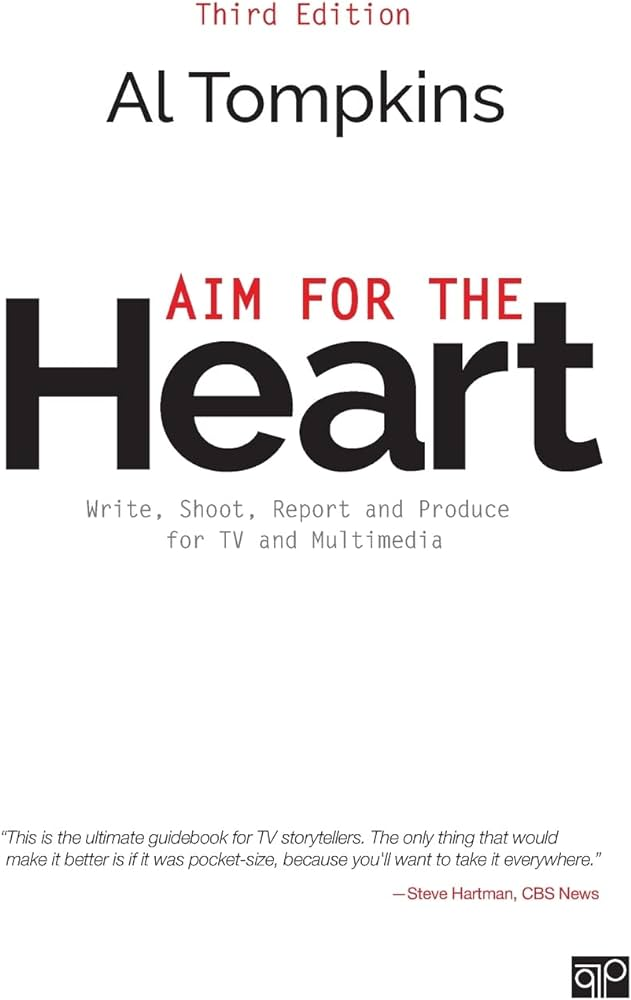 Third Edition
Al Tompkins
AIM FOR THE
Heart
Write, Shoot, Report and Produce
for TV and Multimedia
“This is the ultimate guidebook for TV storytellers. The only thing that would
make it better is if it was pocket-size, because you'll want to take it everywhere.”
—Steve Hartman, CBS News